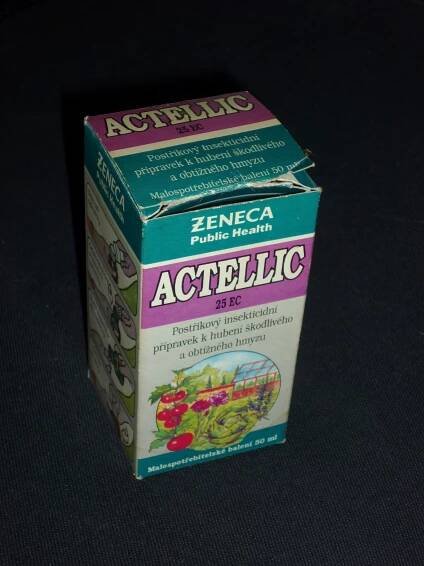 ACTELLIC
25 EC
Postřikový insekticidní
přípravek k hubení škodlivého
a obtížného hmyzu
Malospotřebitelské balení 50 ml
ZENECA
Public Health
ACTELLIC
25 EC
Postřikový insekticidní
přípravek k hubení škodlivého
a obtížného hmyzu
Malospotřebitelské balení 50 ml